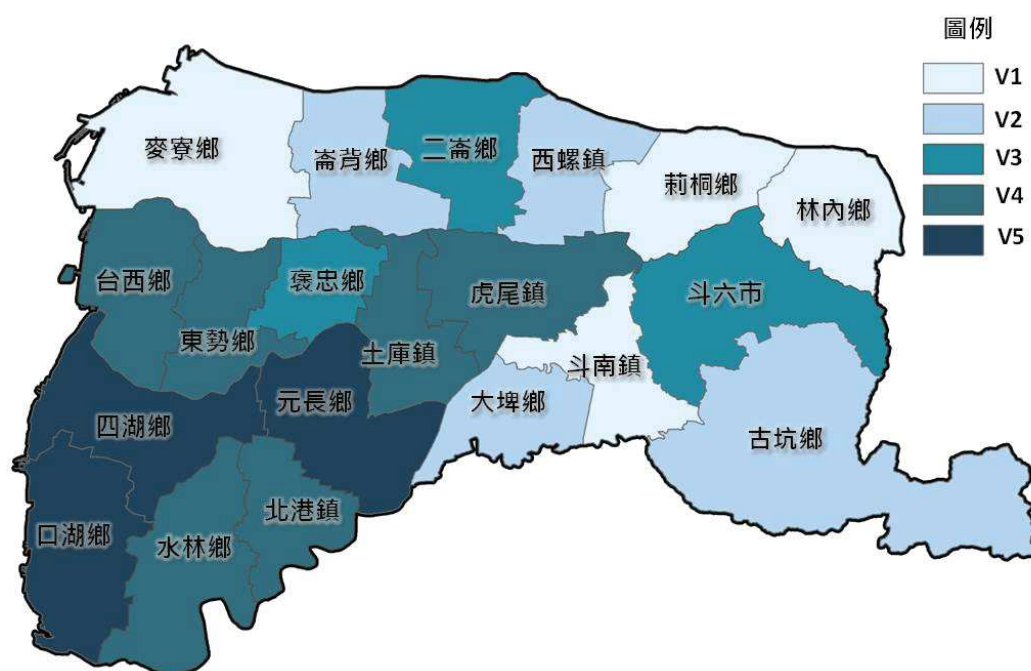 圖例
V1
V2
V3
V4
V5
麥寮鄉
崙背鄉
二崙鄉
西螺鎮
莿桐鄉
林內鄉
台西鄉
東勢鄉
褒忠鄉
土庫鎮
虎尾鎮
斗南鎮
斗六市
四湖鄉
元長鄉
大埤鄉
古坑鄉
口湖鄉
水林鄉
北港鎮